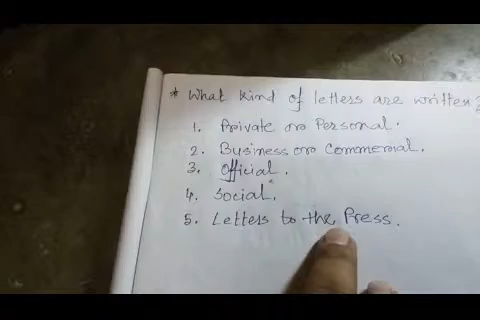 * What kind of letters are written?
1. Private or Personal.
2. Business or Commercial.
3. Official.
4. Social.
5. Letters to the Press.